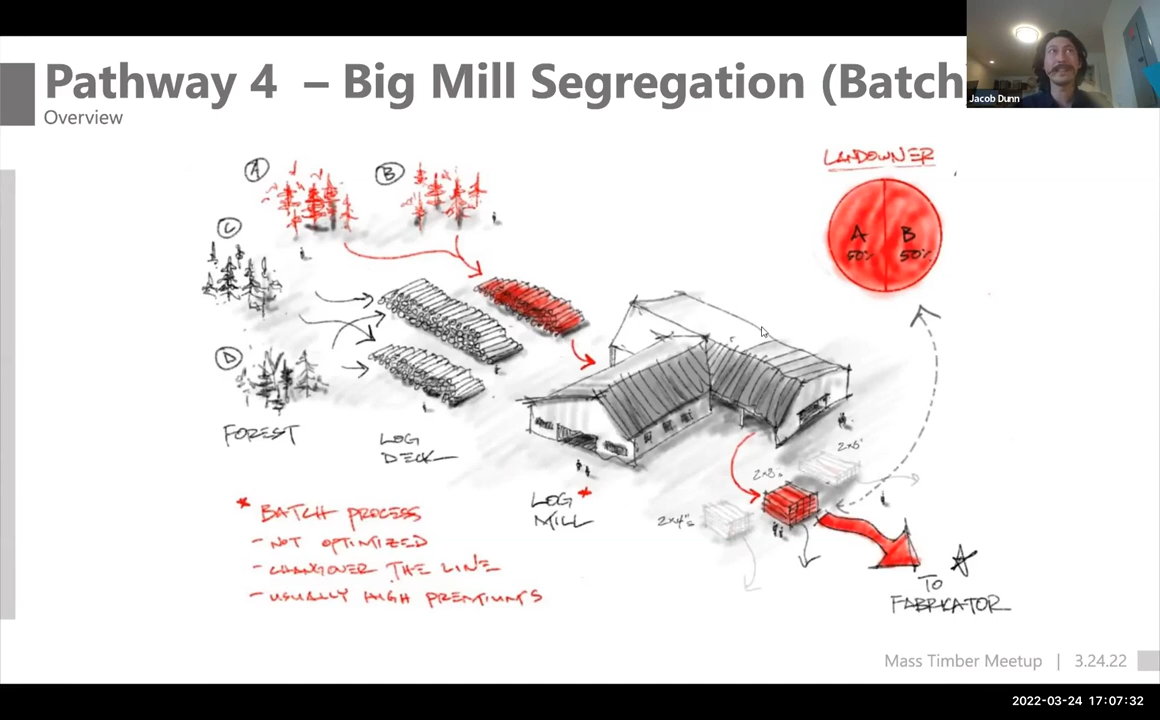 Pathway 4 – Big Mill Segregation (Batch
Overview
Jacob Dunn
LANDOWNER
A
50%
B
50%
A
B
C
D
FOREST
LOG
DECK
LOG
MILL
2x4's
2x8's
2x6'
TO
FABRICATOR
* BATCH PROCESS
- NOT OPTIMIZED
- CHANGOVER THE LINE
- USUALLY HIGH PREMIUMS
Mass Timber Meetup | 3.24.22
2022-03-24 17:07:32